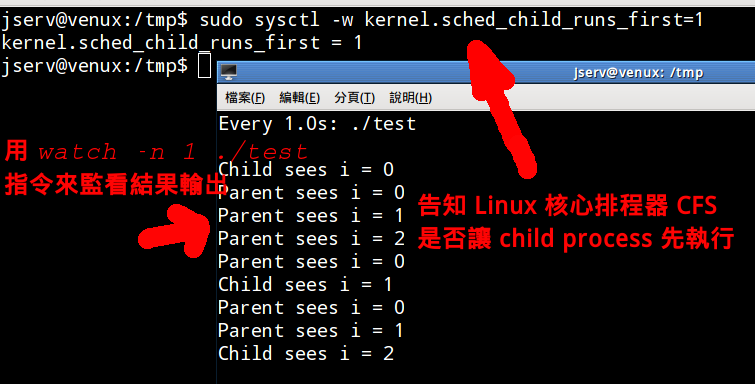 jserv@venux:/tmp$ sudo sysctl -w kernel.sched_child_runs_first=1
kernel.sched_child_runs_first = 1
jserv@venux:/tmp$
jserv@venux: /tmp
檔案(F) 編輯(E) 分頁(T) 說明(H)
Every 1.0s: ./test
用 watch -n 1 ./test
指令來監看結果輸出
Child sees i = 0
Parent sees i = 0
Parent sees i = 1
Parent sees i = 2
Parent sees i = 0
Child sees i = 1
Parent sees i = 0
Parent sees i = 1
Child sees i = 2
告知 Linux 核心排程器 CFS
是否讓 child process 先執行